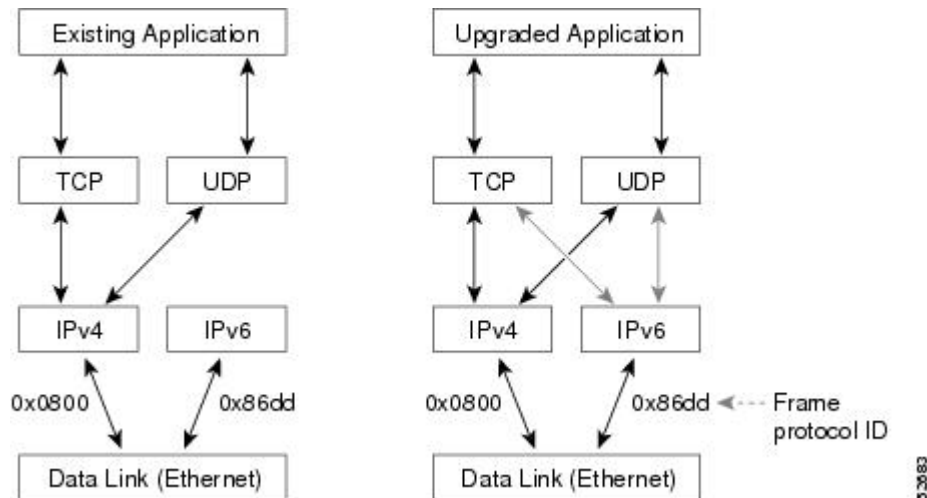 Existing Application
Upgraded Application
TCP
UDP
TCP
UDP
IPv4
IPv6
IPv4
IPv6
0x0800
0x86dd
0x0800
0x86dd
Frame
protocol ID
Data Link (Ethernet)
Data Link (Ethernet)
52683